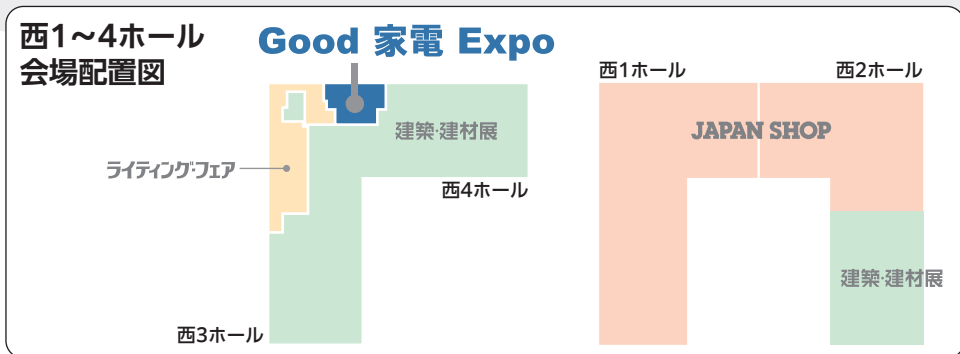 西1～4ホール
会場配置図
Good 家電 Expo
建築・建材展
ライティング・フェア
西4ホール
西3ホール
西1ホール
西2ホール
JAPAN SHOP
建築・建材展